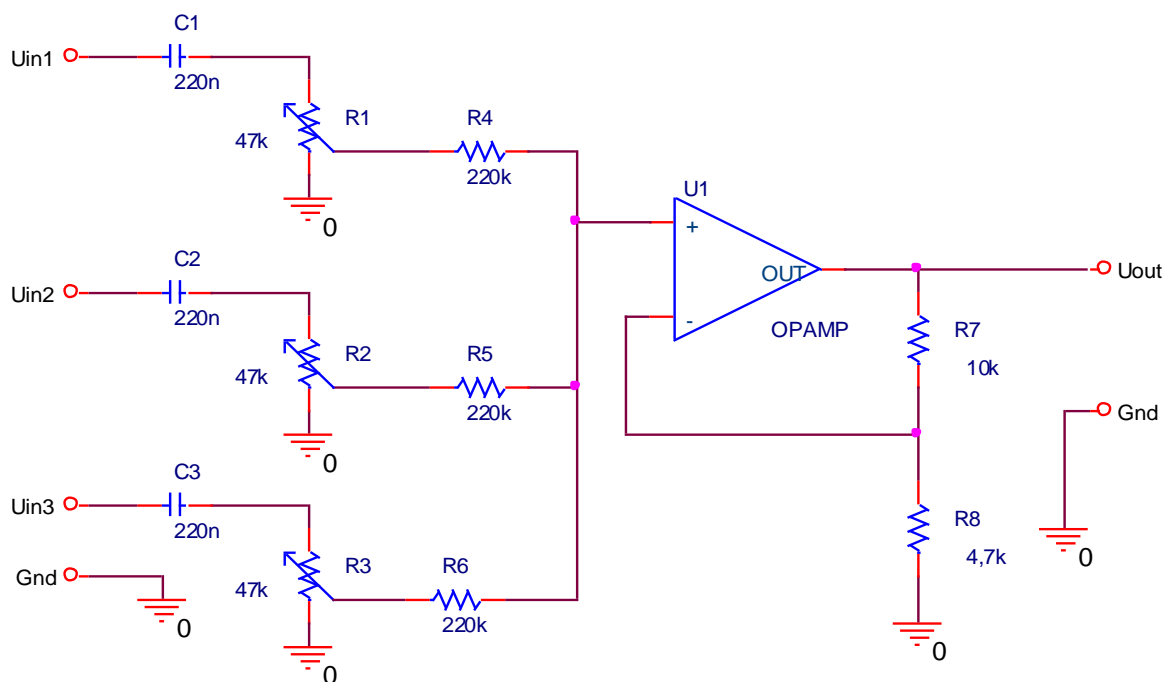 C1
Uin1
220n
R1
47k
R4
220k
0
U1
+
OUT
-
OPAMP
Uout
C2
Uin2
220n
R2
47k
R5
220k
0
R7
10k
Gnd
0
C3
Uin3
220n
R3
47k
R6
220k
0
Gnd
0
R8
4,7k
0